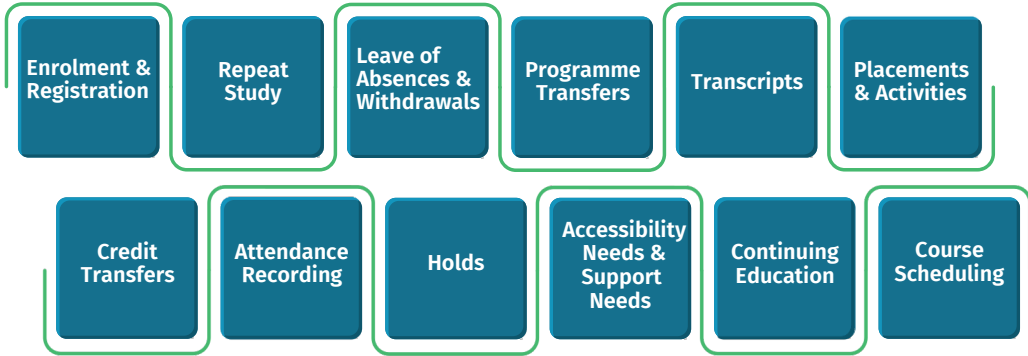 Enrolment &
Registration
Repeat
Study
Leave of
Absences &
Withdrawals
Programme
Transfers
Transcripts
Placements
& Activities
Credit
Transfers
Attendance
Recording
Holds
Accessibility
Needs &
Support
Needs
Continuing
Education
Course
Scheduling